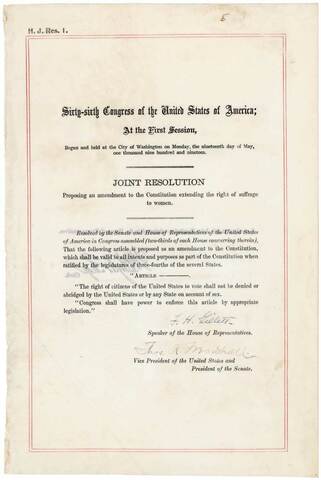 H. J. Res. 1.
5
Sixty-sixth Congress of the United States of America;
At the First Session,
Begun and held at the City of Washington on Monday, the nineteenth day of May,
one thousand nine hundred and nineteen.
JOINT RESOLUTION
Proposing an amendment to the Constitution extending the right of suffrage
to women.
Resolved by the Senate and House of Representatives of the United States
of America in Congress assembled (two-thirds of each House concurring therein),
That the following article is proposed as an amendment to the Constitution,
which shall be valid to all intents and purposes as part of the Constitution when
ratified by the legislatures of three-fourths of the several States.
"ARTICLE ———.
"The right of citizens of the United States to vote shall not be denied or
abridged by the United States or by any State on account of sex.
"Congress shall have power to enforce this article by appropriate
legislation."
F. H. Gillett
Speaker of the House of Representatives.
Thos. R. Marshall
Vice President of the United States and
President of the Senate.